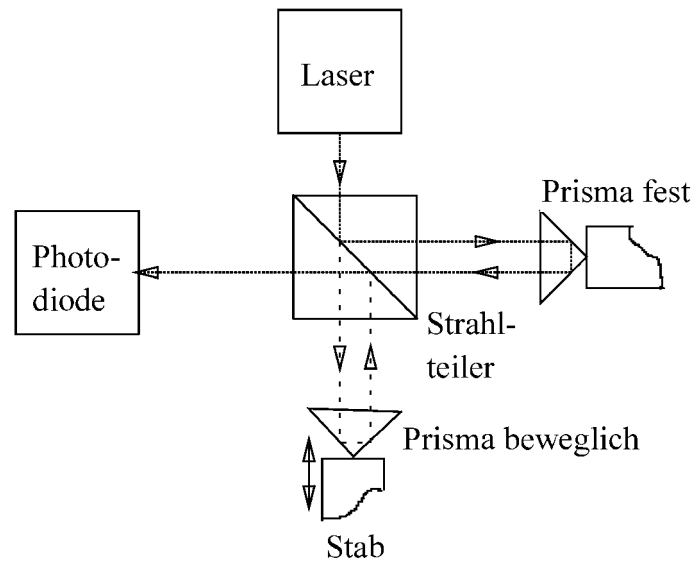 Laser
Prisma fest
Photo-
diode
Strahl-
teiler
Prisma beweglich
Stab